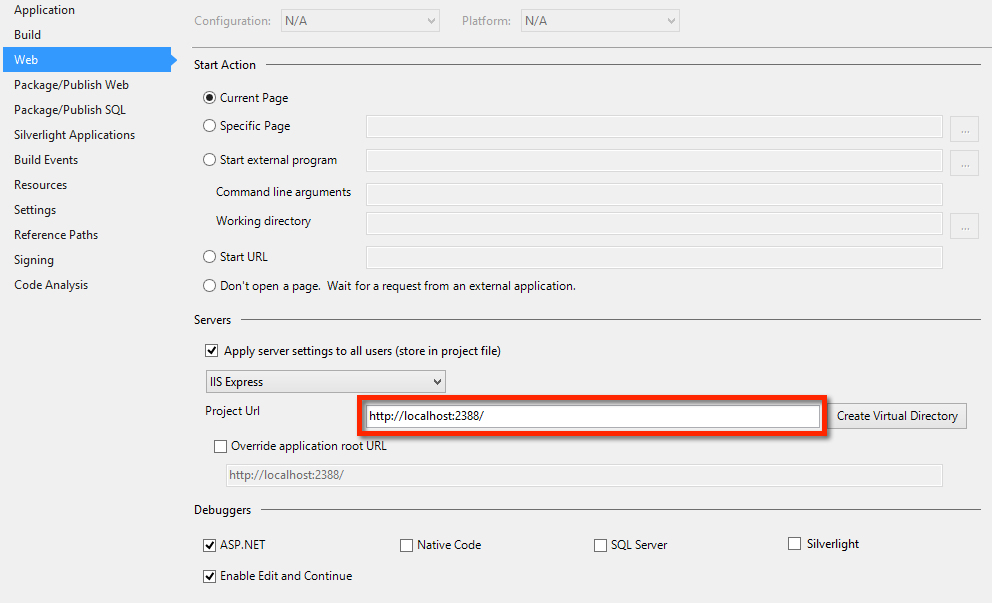 Application
Build
Web
Package/Publish Web
Package/Publish SQL
Silverlight Applications
Build Events
Resources
Settings
Reference Paths
Signing
Code Analysis
Configuration: N/A Platform: N/A
Start Action
Current Page
Specific Page ...
Start external program ...
Command line arguments
Working directory ...
Start URL
Don't open a page. Wait for a request from an external application.
Servers
Apply server settings to all users (store in project file)
IIS Express
Project Url http://localhost:2388/ Create Virtual Directory
Override application root URL
http://localhost:2388/
Debuggers
ASP.NET Native Code SQL Server Silverlight
Enable Edit and Continue